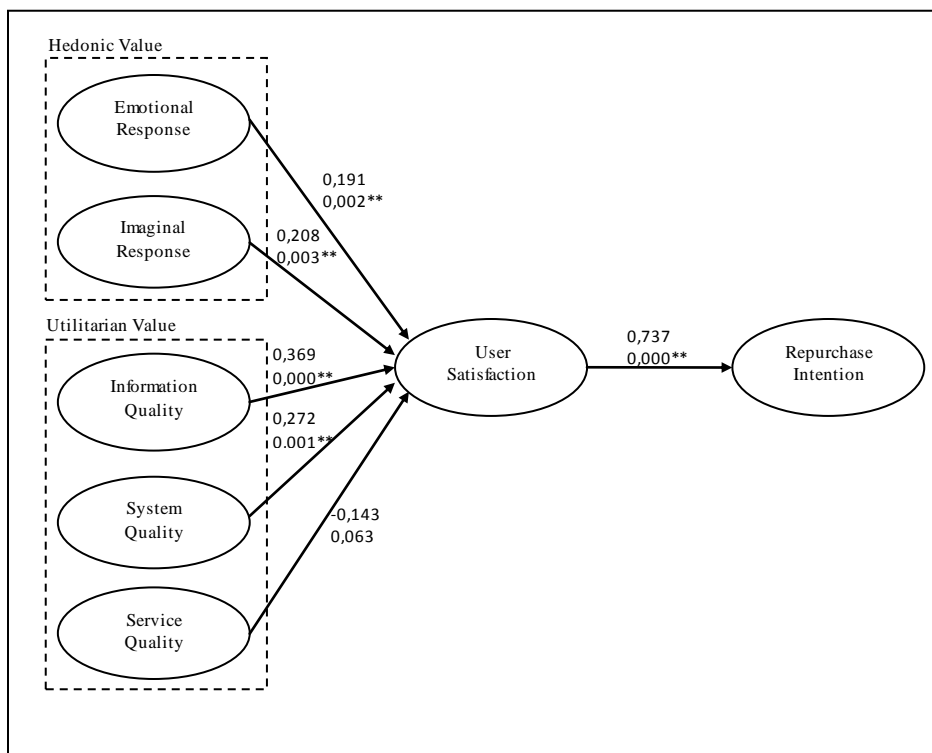 Hedonic Value
Emotional
Response
0,191
0,002**
Imaginal
Response
0,208
0,003**
Utilitarian Value
Information
Quality
0,369
0,000**
User
Satisfaction
0,737
0,000**
Repurchase
Intention
0,272
0.001**
System
Quality
-0,143
0,063
Service
Quality